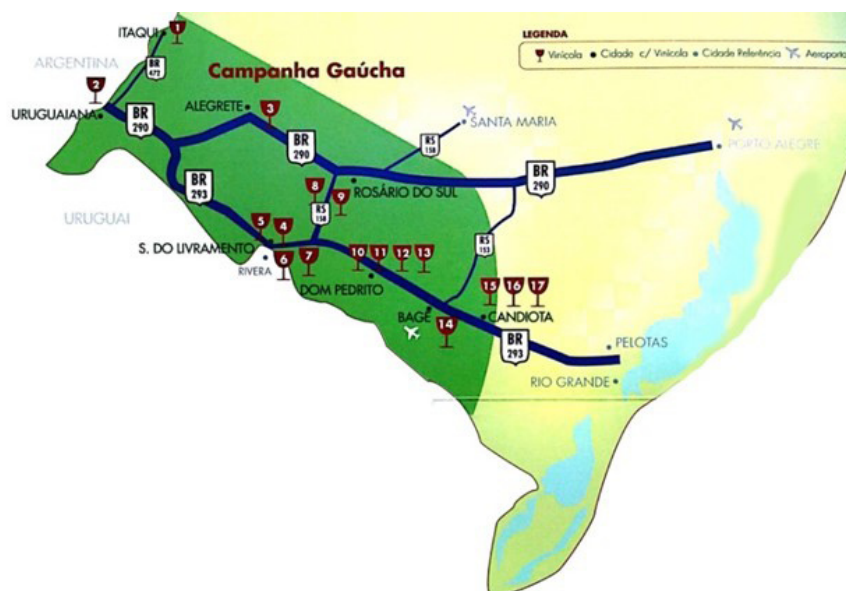 LEGENDA
Vinícola
Cidade c/ Vinícola
Cidade Referência
Aeroporto
ITAQUI
1
ARGENTINA
BR 472
Campanha Gaúcha
2
URUGUAIANA
BR 290
ALEGRETE
3
BR 290
RS 158
SANTA MARIA
PORTO ALEGRE
BR 290
ROSÁRIO DO SUL
8
9
RS 158
BR 293
URUGUAI
5
4
S. DO LIVRAMENTO
RIVERA
6
7
10
11
12
13
DOM PEDRITO
RS 153
15
16
17
BAGÉ
14
CANDIOTA
BR 293
PELOTAS
RIO GRANDE